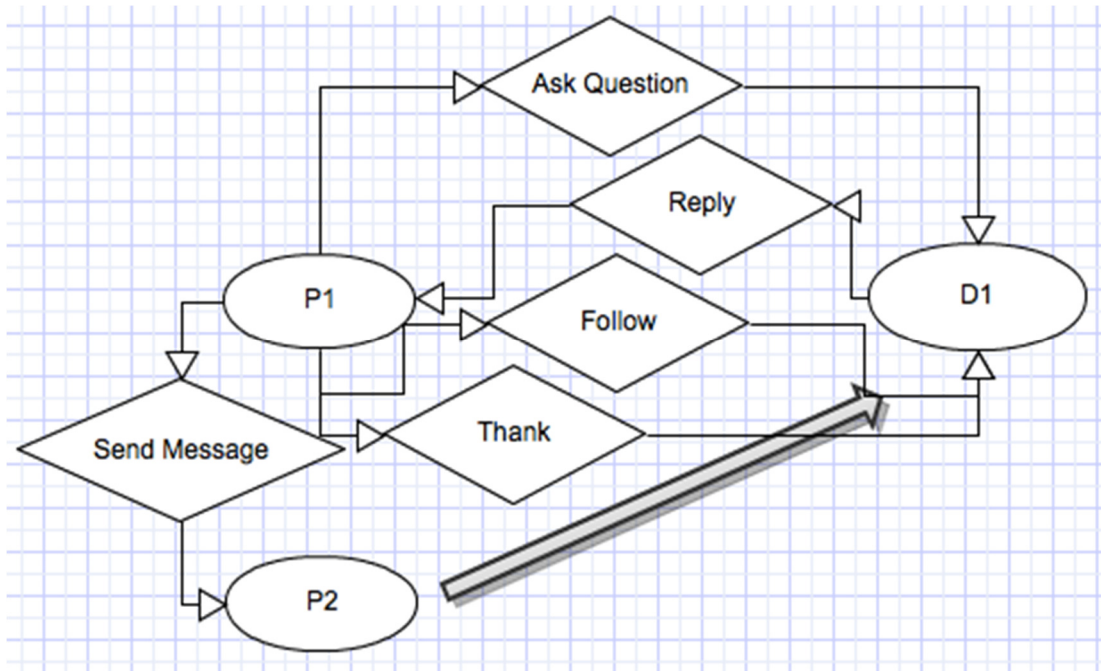 Ask Question
Reply
P1
D1
Follow
Thank
Send Message
P2